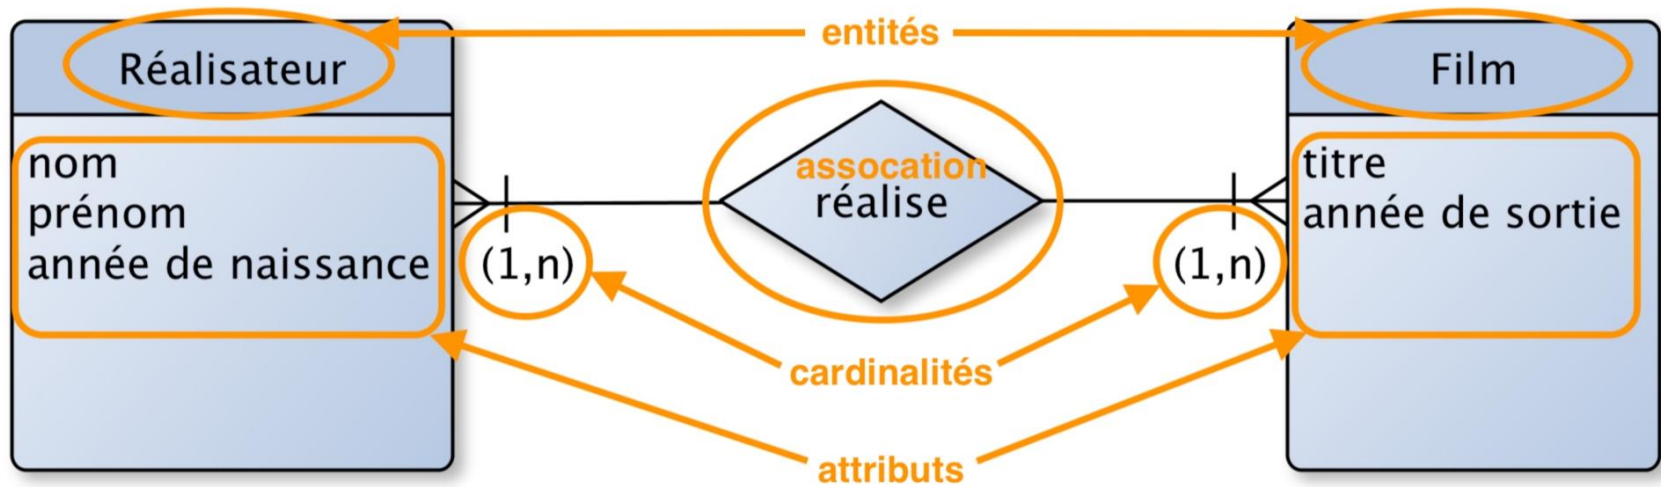 entités
Réalisateur
Film
nom
prénom
année de naissance
assocation
réalise
titre
année de sortie
(1,n)
(1,n)
cardinalités
attributs